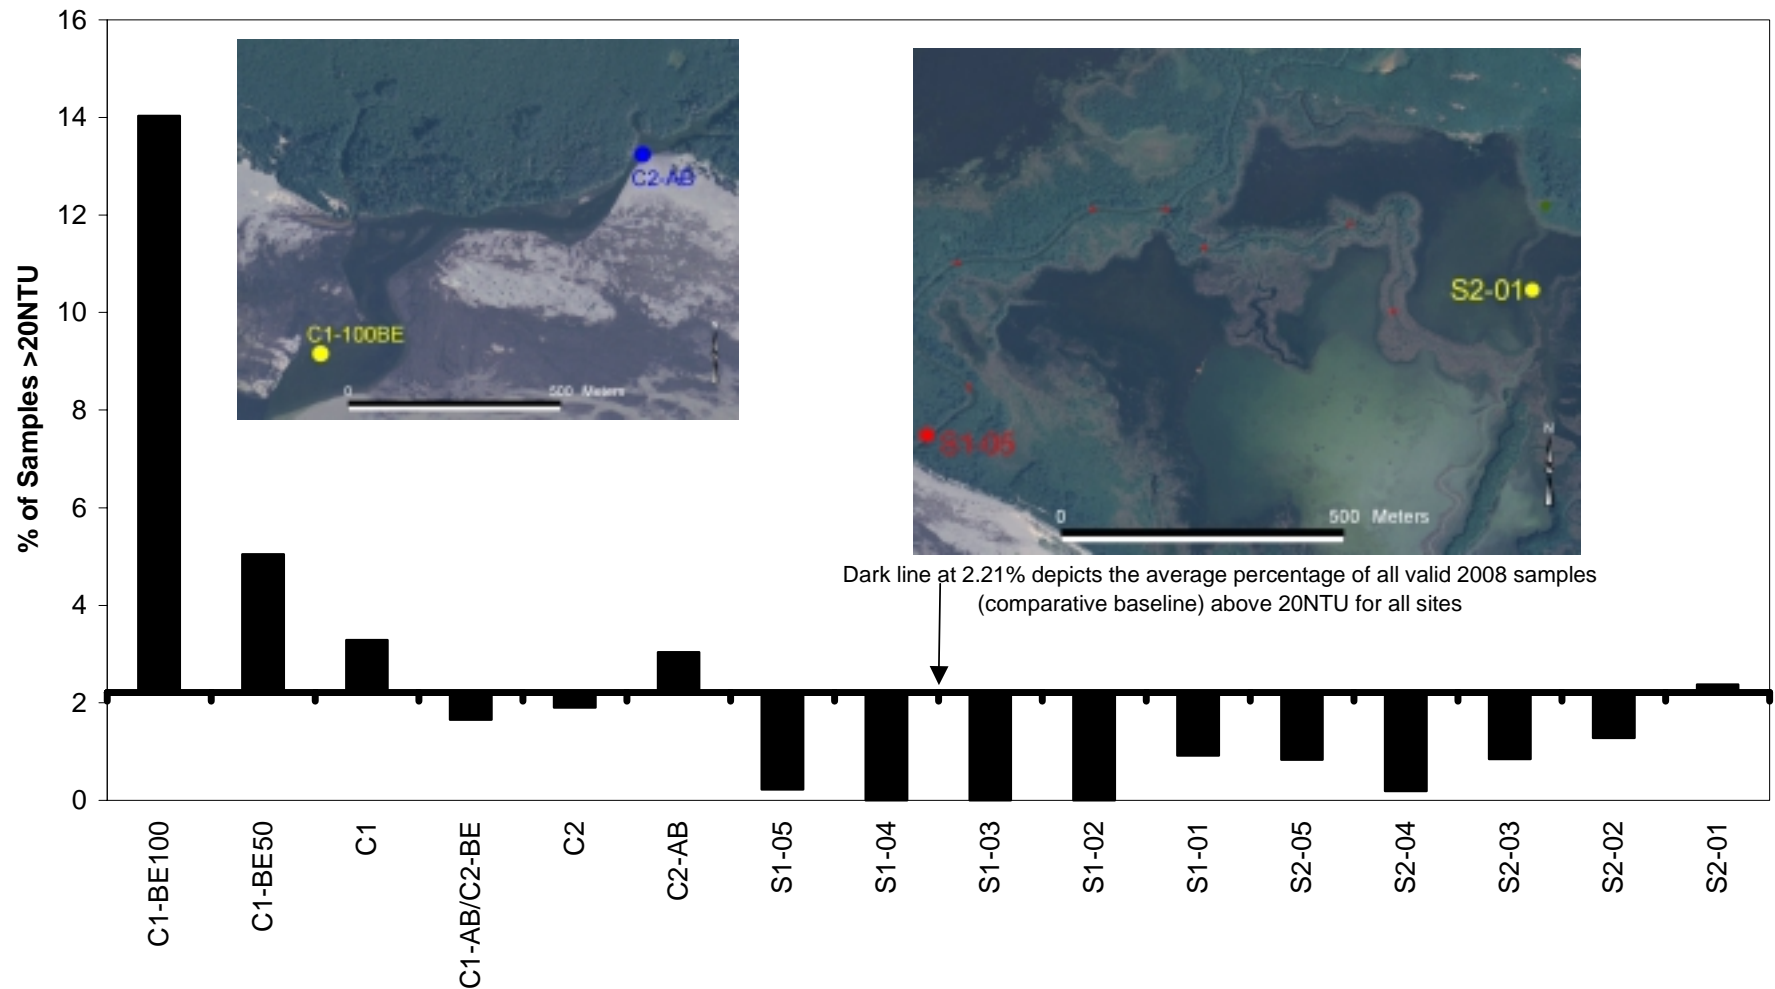 16
14
12
10
8
6
4
2
0
% of Samples >20NTU
C2-AB
C1-100BE
0 500 Meters
S2-01
S1-05
N
0 500 Meters
Dark line at 2.21% depicts the average percentage of all valid 2008 samples
(comparative baseline) above 20NTU for all sites
C1-BE100
C1-BE50
C1
C1-AB/C2-BE
C2
C2-AB
S1-05
S1-04
S1-03
S1-02
S1-01
S2-05
S2-04
S2-03
S2-02
S2-01